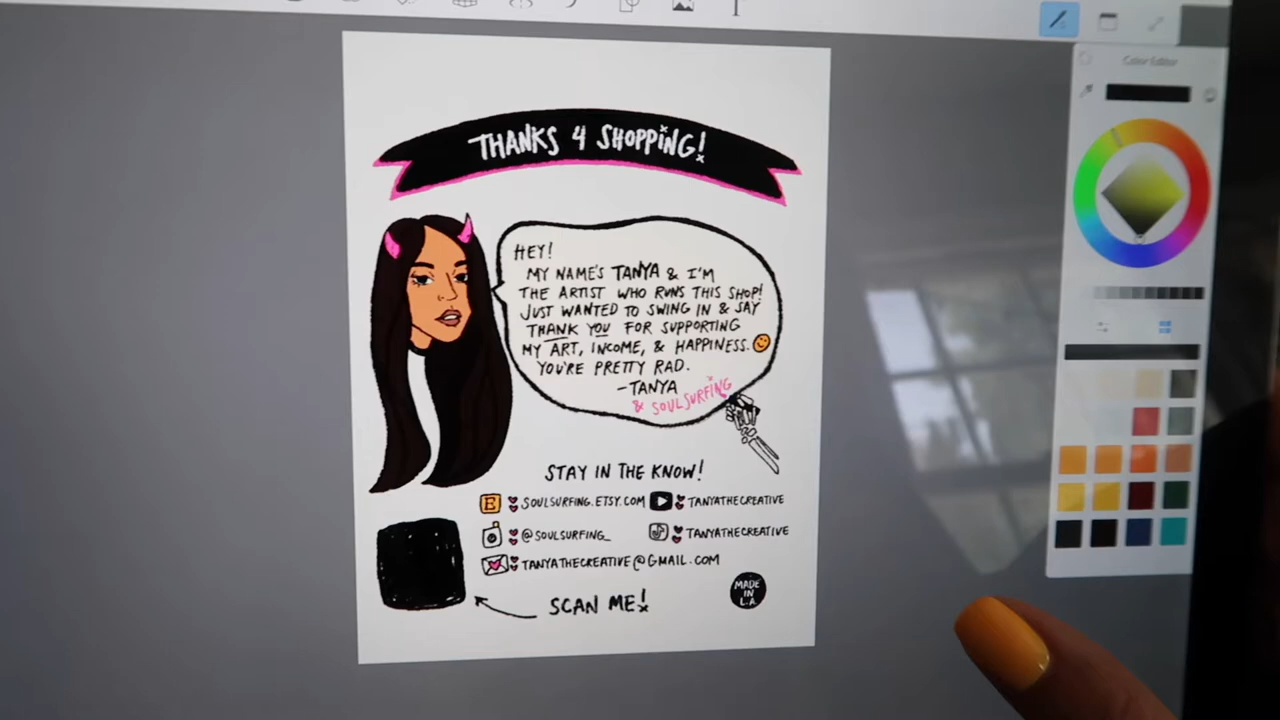 Color Editor
THANKS 4 SHOPPING!
HEY!
MY NAME'S TANYA & I'M
THE ARTIST WHO RUNS THIS SHOP!
JUST WANTED TO SWING IN & SAY
THANK YOU FOR SUPPORTING
MY ART, INCOME, & HAPPINESS.
YOU'RE PRETTY RAD.
-TANYA
& SOULSURFING
STAY IN THE KNOW!
E SOULSURFING.ETSY.COM
TANYATHECREATIVE
@SOULSURFING_
TANYATHECREATIVE
TANYATHECREATIVE@GMAIL.COM
SCAN ME!
MADE
IN
L.A